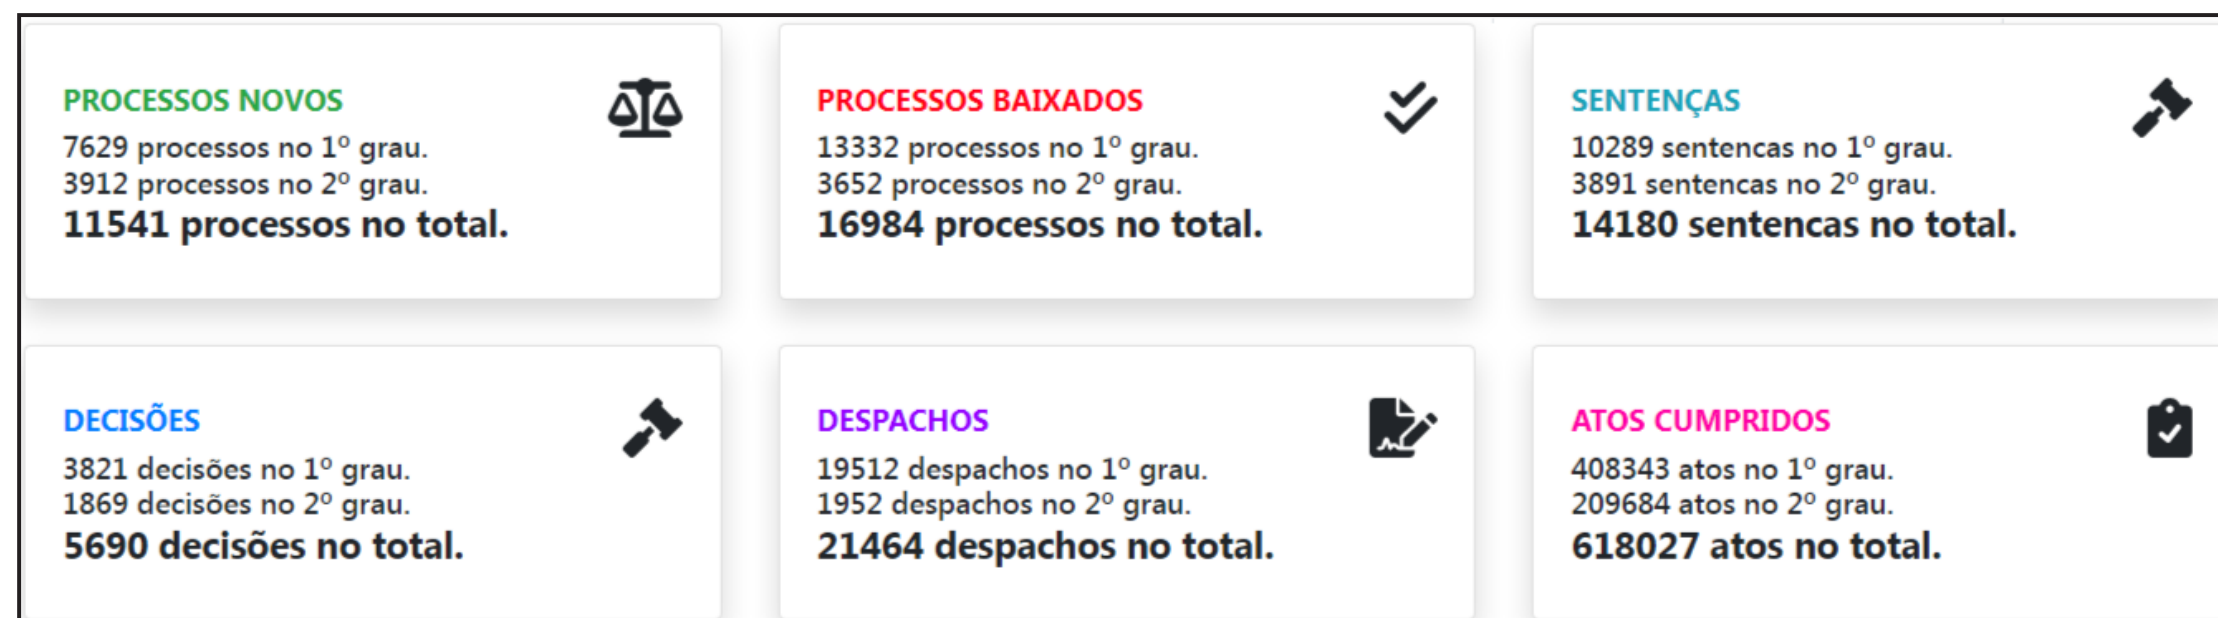 PROCESSOS NOVOS
7629 processos no 1º grau.
3912 processos no 2º grau.
11541 processos no total.
PROCESSOS BAIXADOS
13332 processos no 1º grau.
3652 processos no 2º grau.
16984 processos no total.
SENTENÇAS
10289 sentencas no 1º grau.
3891 sentencas no 2º grau.
14180 sentencas no total.
DECISÕES
3821 decisões no 1º grau.
1869 decisões no 2º grau.
5690 decisões no total.
DESPACHOS
19512 despachos no 1º grau.
1952 despachos no 2º grau.
21464 despachos no total.
ATOS CUMPRIDOS
408343 atos no 1º grau.
209684 atos no 2º grau.
618027 atos no total.